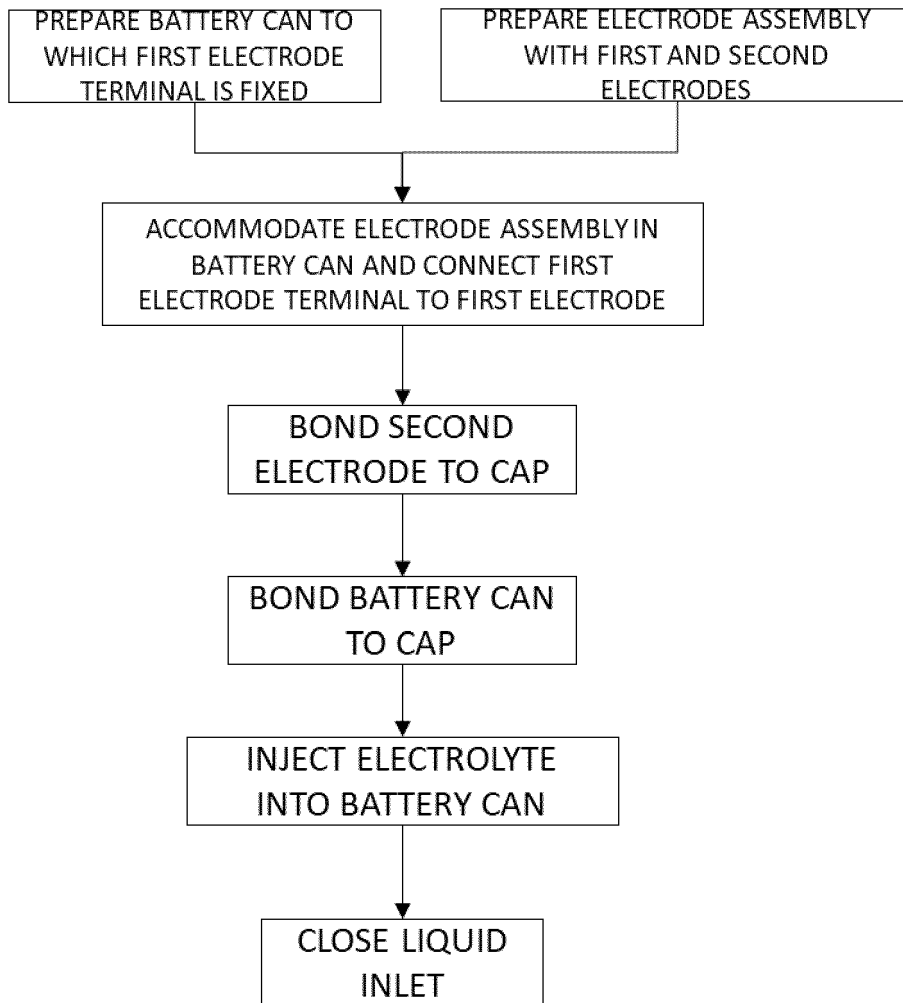 PREPARE BATTERY CAN TO
WHICH FIRST ELECTRODE
TERMINAL IS FIXED
PREPARE ELECTRODE ASSEMBLY
WITH FIRST AND SECOND
ELECTRODES
ACCOMMODATE ELECTRODE ASSEMBLY IN
BATTERY CAN AND CONNECT FIRST
ELECTRODE TERMINAL TO FIRST ELECTRODE
BOND SECOND
ELECTRODE TO CAP
BOND BATTERY CAN
TO CAP
INJECT ELECTROLYTE
INTO BATTERY CAN
CLOSE LIQUID
INLET